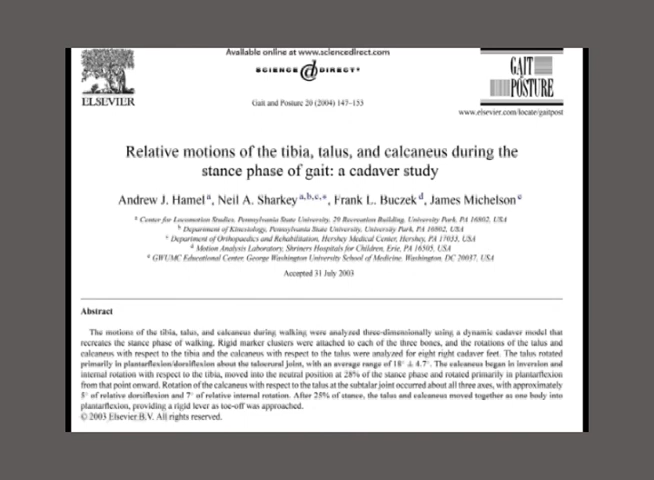 Available online at www.sciencedirect.com
SCIENCE @ DIRECT®
ELSEVIER
GAIT
POSTURE
Gait and Posture 20 (2004) 147–153
www.elsevier.com/locate/gaitpost
Relative motions of the tibia, talus, and calcaneus during the
stance phase of gait: a cadaver study
Andrew J. Hamel a, Neil A. Sharkey a,b,c,*, Frank L. Buczek d, James Michelson e
a Center for Locomotion Studies, Pennsylvania State University, 29 Recreation Building, University Park, PA 16802, USA
b Department of Kinesiology, Pennsylvania State University, University Park, PA 16802, USA
c Department of Orthopaedics and Rehabilitation, Hershey Medical Center, Hershey, PA 17033, USA
d Motion Analysis Laboratory, Shriners Hospitals for Children, Erie, PA 16505, USA
e GWUMC Educational Center, George Washington University School of Medicine, Washington, DC 20037, USA
Accepted 31 July 2003
Abstract
The motions of the tibia, talus, and calcaneus during walking were analyzed three-dimensionally using a dynamic cadaver model that
recreates the stance phase of walking. Rigid marker clusters were attached to each of the three bones, and the rotations of the talus and
calcaneus with respect to the tibia and the calcaneus with respect to the talus were analyzed for eight right cadaver feet. The talus rotated
primarily in plantarflexion/dorsiflexion about the talocrural joint, with an average range of 18° ± 4.7°. The calcaneus began in inversion and
internal rotation with respect to the tibia, moved into the neutral position at 28% of the stance phase and rotated primarily in plantarflexion
from that point onward. Rotation of the calcaneus with respect to the talus at the subtalar joint occurred about all three axes, with approximately
5° of relative dorsiflexion and 7° of relative internal rotation. After 25% of stance, the talus and calcaneus moved together as one body into
plantarflexion, providing a rigid lever as toe-off was approached.
© 2003 Elsevier B.V. All rights reserved.